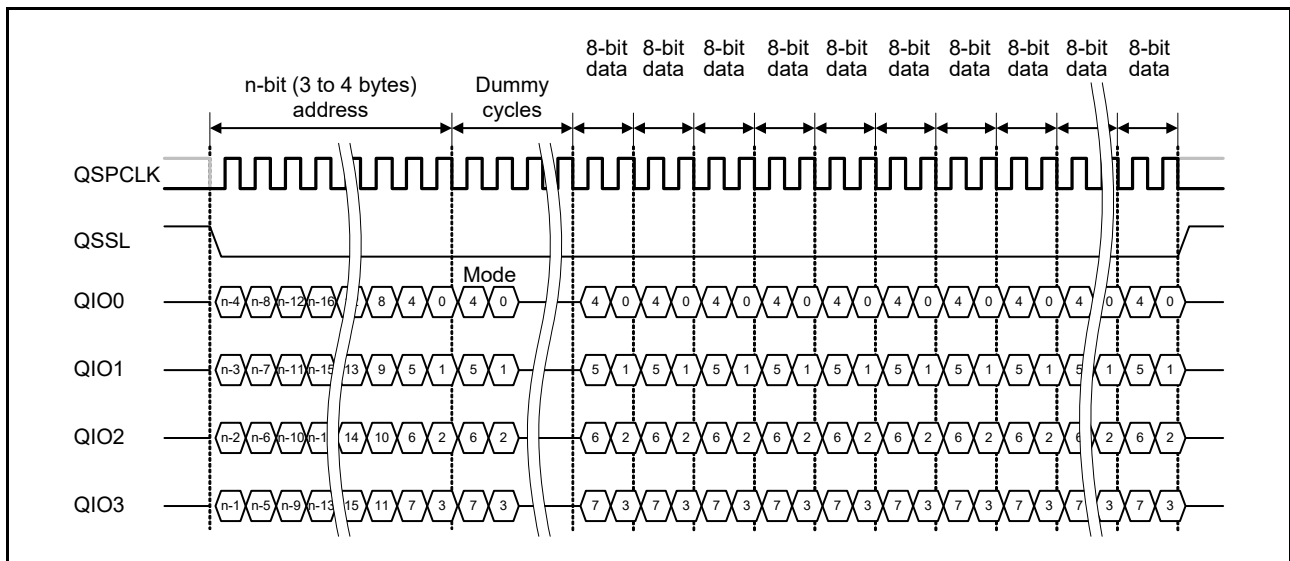 8-bit 8-bit 8-bit 8-bit 8-bit 8-bit 8-bit 8-bit 8-bit 8-bit
data data data data data data data data data data
n-bit (3 to 4 bytes)
address
Dummy
cycles
QSPCLK
QSSL
Mode
QIO0 n-4 n-8 n-12 n-16 8 4 0 4 0 4 0 4 0 4 0 4 0 4 0 4 0 4 0 4 0 4 0 4 0
QIO1 n-3 n-7 n-11 n-15 13 9 5 1 5 1 5 1 5 1 5 1 5 1 5 1 5 1 5 1 5 1 5 1 5 1
QIO2 n-2 n-6 n-10 14 10 6 2 6 2 6 2 6 2 6 2 6 2 6 2 6 2 6 2 6 2 6 2 6 2
QIO3 n-1 n-5 n-9 n-13 15 11 7 3 7 3 7 3 7 3 7 3 7 3 7 3 7 3 7 3 7 3 7 3 7 3